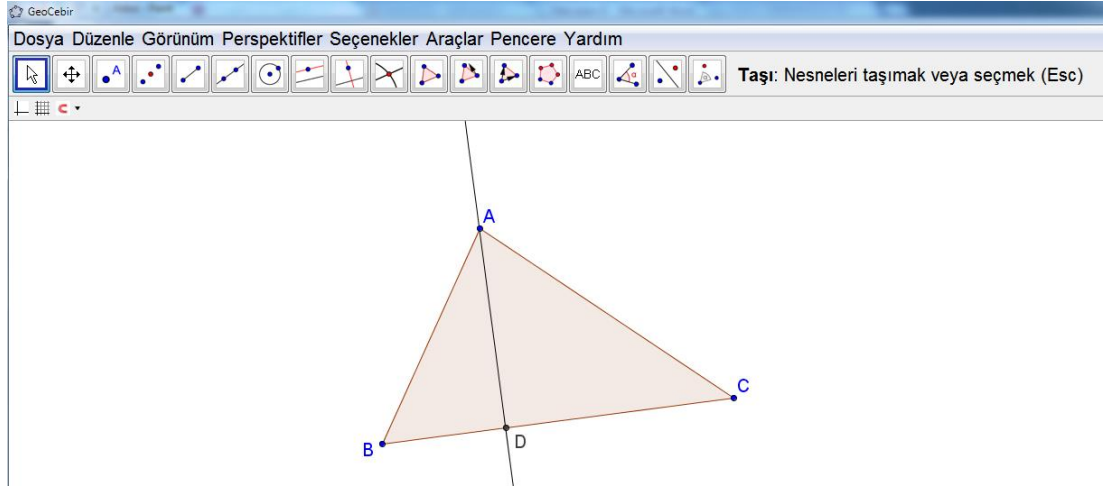 GeoCebir
Dosya Düzenle Görünüm Perspektifler Seçenekler Araçlar Pencere Yardım
A ABC a Taşı: Nesneleri taşımak veya seçmek (Esc)
A
C
D
B